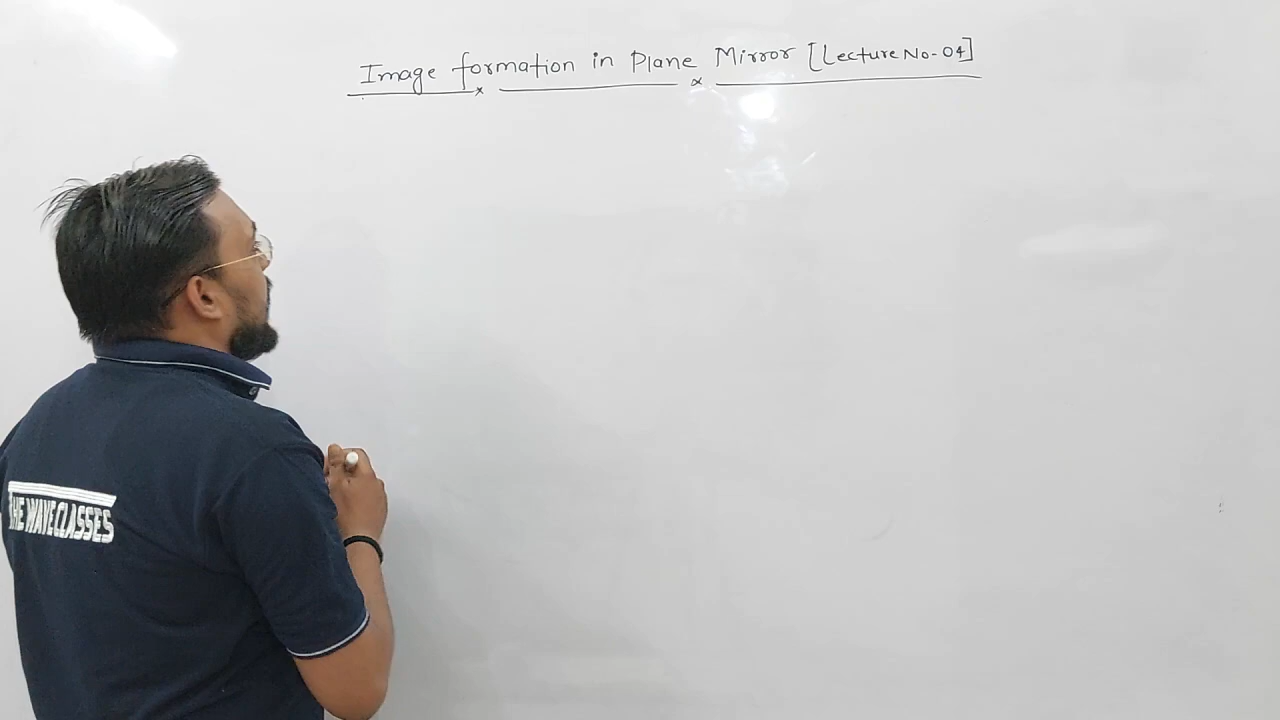 Image formation in Plane Mirror [Lecture No-04]
THE WAVE CLASSES